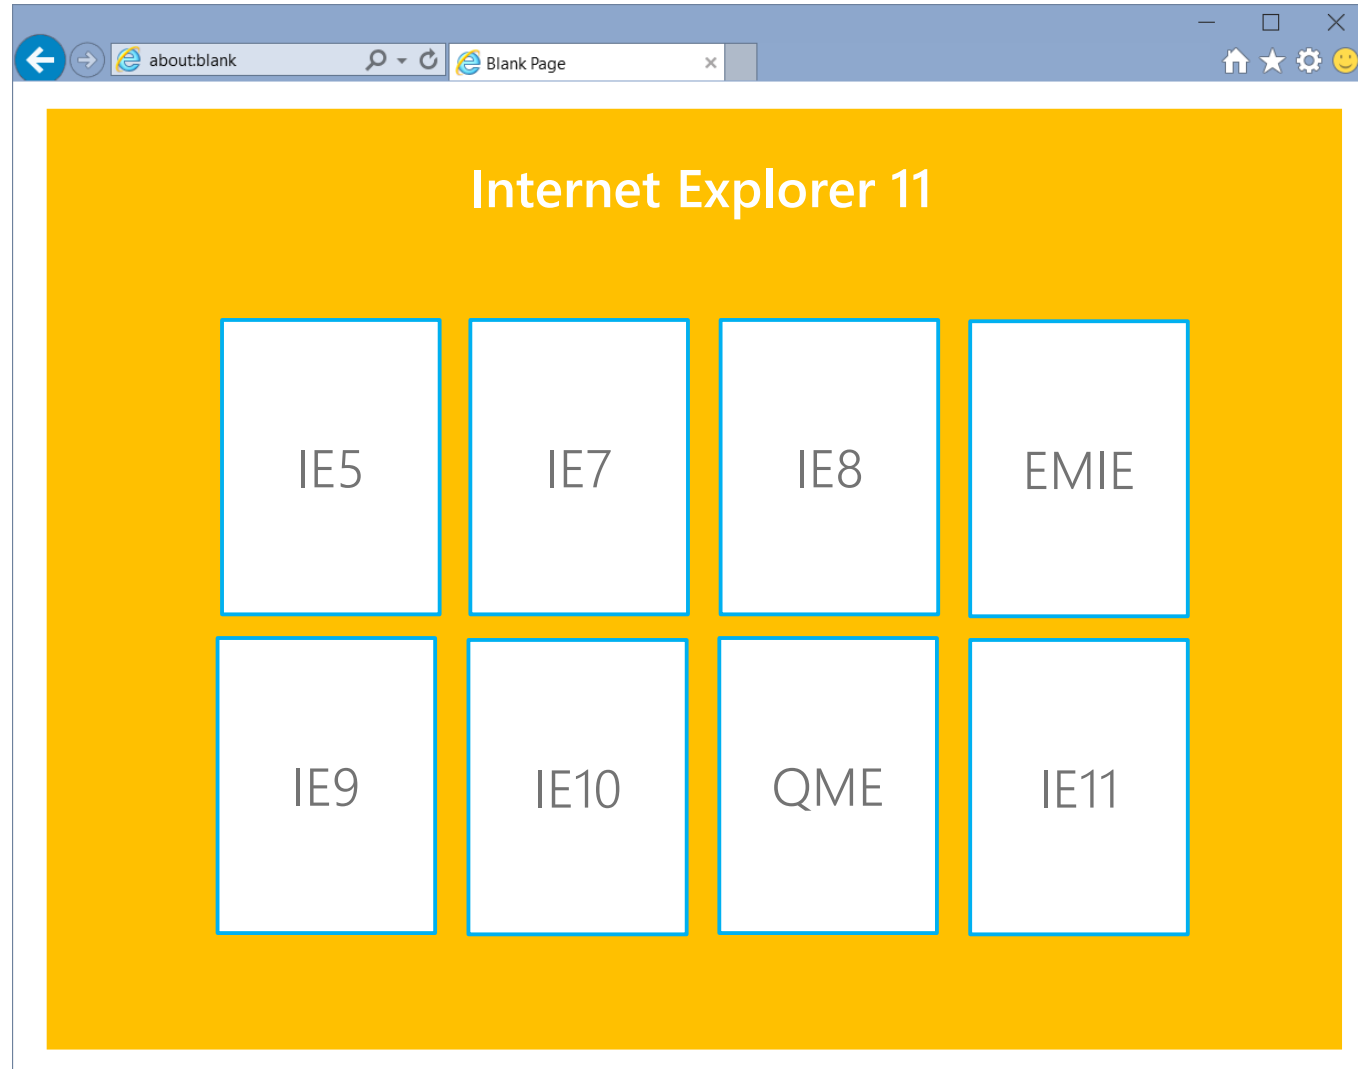 about:blank
Blank Page
Internet Explorer 11
IE5 IE7 IE8 EMIE
IE9 IE10 QME IE11